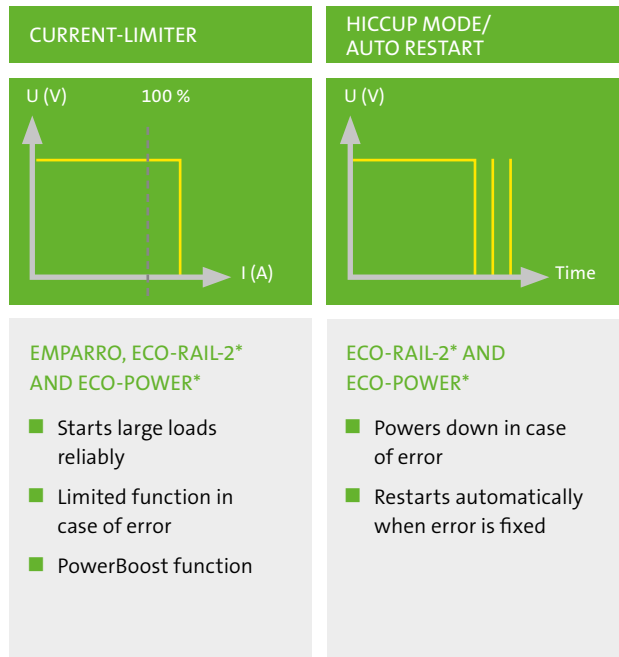 CURRENT-LIMITER
U (V)
100 %
I (A)
EMPARRO, ECO-RAIL-2*
AND ECO-POWER*
Starts large loads
reliably
Limited function in
case of error
PowerBoost function
HICCUP MODE/
AUTO RESTART
U (V)
Time
ECO-RAIL-2* AND
ECO-POWER*
Powers down in case
of error
Restarts automatically
when error is fixed